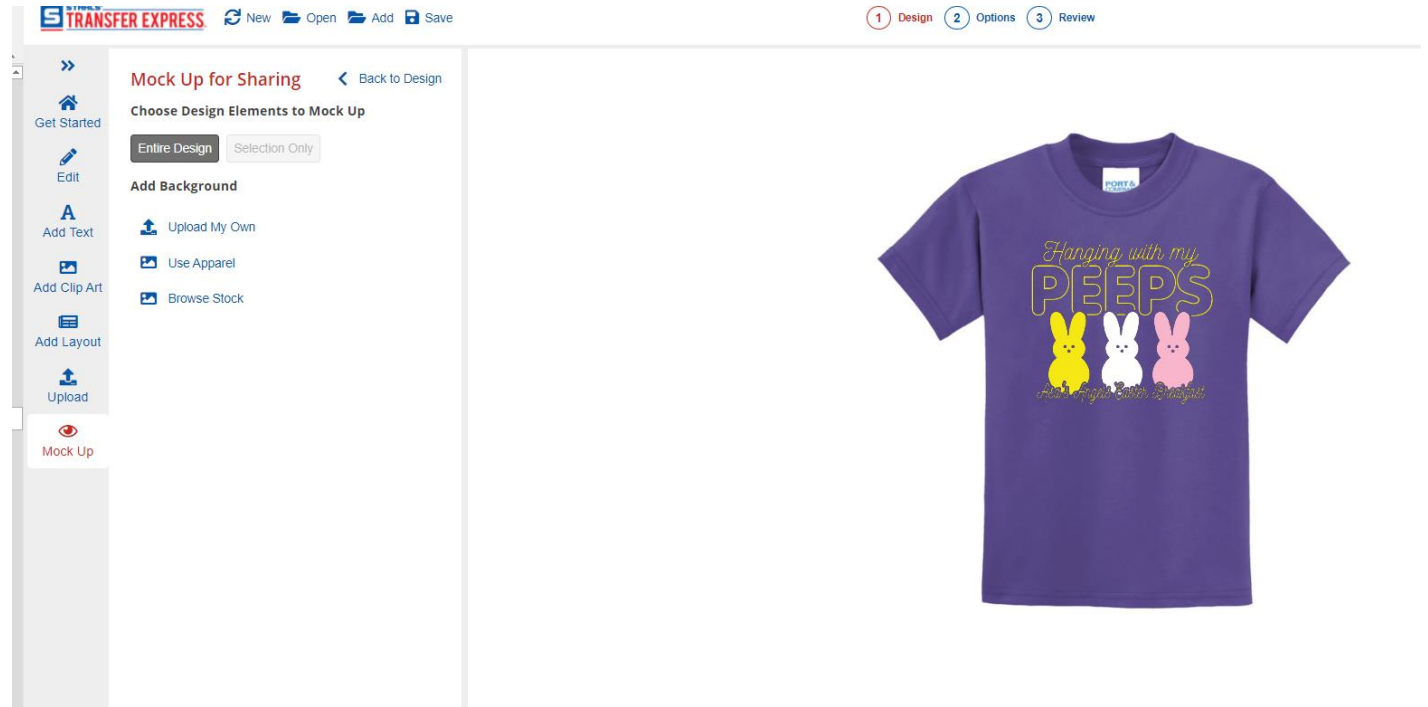 STAHLS'
TRANSFER EXPRESS.
New Open Add Save
1 Design 2 Options 3 Review
Get Started
Edit
A
Add Text
Add Clip Art
Add Layout
Upload
Mock Up
Mock Up for Sharing
Back to Design
Choose Design Elements to Mock Up
Entire Design Selection Only
Add Background
Upload My Own
Use Apparel
Browse Stock
PORT &
Hanging with my
PEEPS
Angels Easter Breakfast